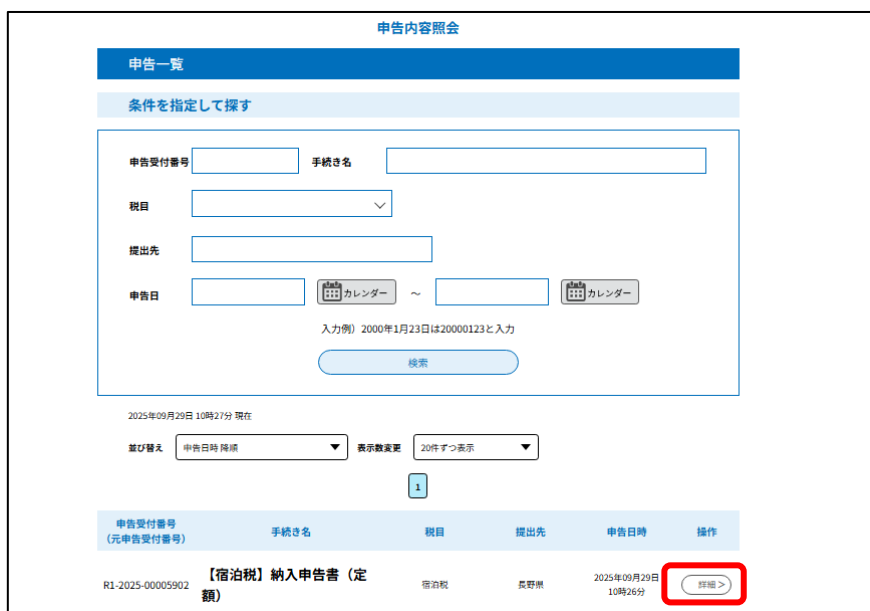 申告内容照会
申告一覧
条件を指定して探す
申告受付番号 手続き名
税目
提出先
申告日 カレンダー ～ カレンダー
入力例）2000年1月23日は20000123と入力
検索
2025年09月29日 10時27分 現在
並び替え 申告日時 降順 表示数変更 20件ずつ表示
1
申告受付番号
（元申告受付番号） 手続き名 税目 提出先 申告日時 操作
R1-2025-00005902 【宿泊税】納入申告書（定
額） 宿泊税 長野県 2025年09月29日
10時26分 詳細 >